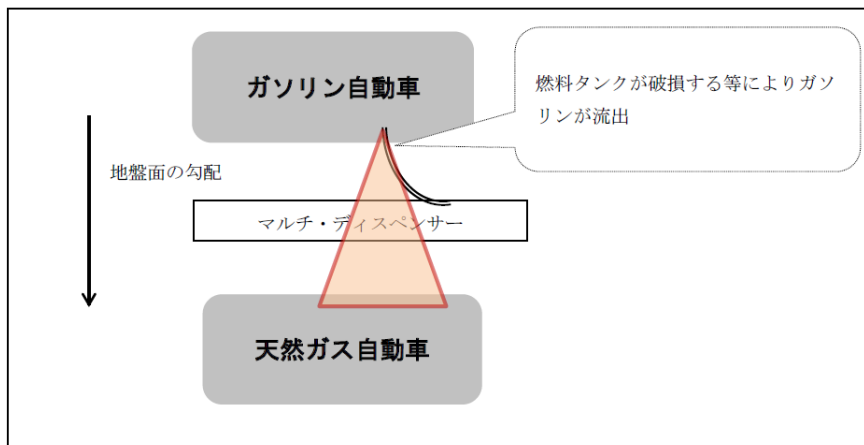 ガソリン自動車
燃料タンクが破損する等によりガソ
リンが流出
地盤面の勾配
マルチ・ディスペンサー
天然ガス自動車